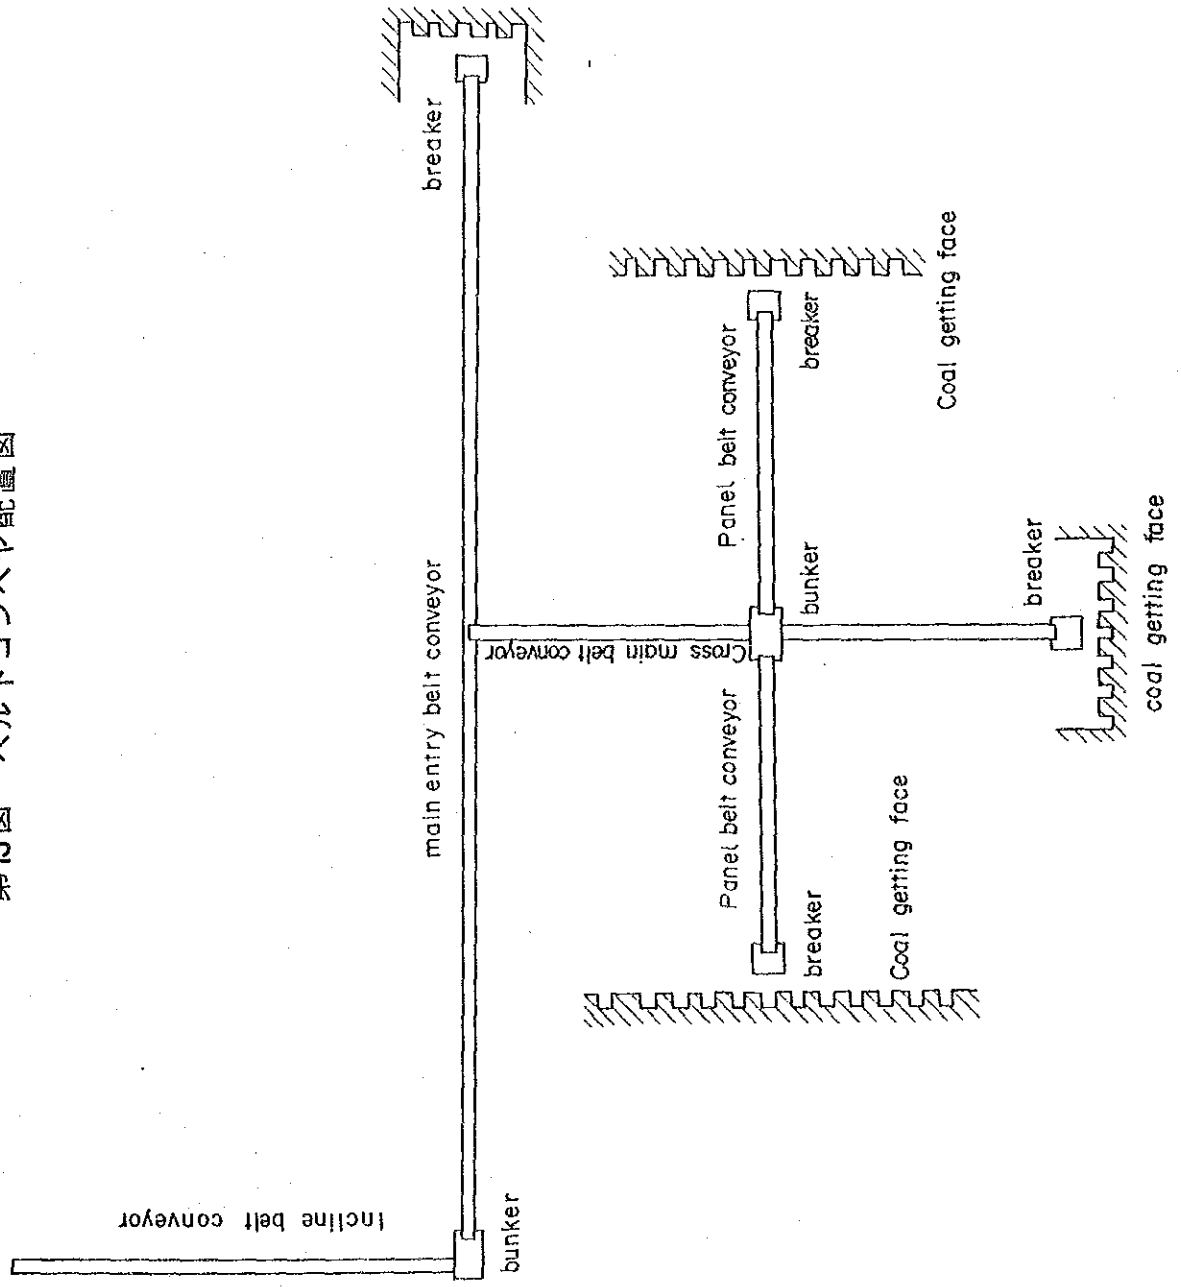 第13図 ベルトコンベヤ配置図
Incline belt conveyor
bunker
main entry belt conveyor
breaker
Cross main belt conveyor
Panel belt conveyor
breaker
Coal getting face
bunker
Panel belt conveyor
breaker
Coal getting face
breaker
coal getting face